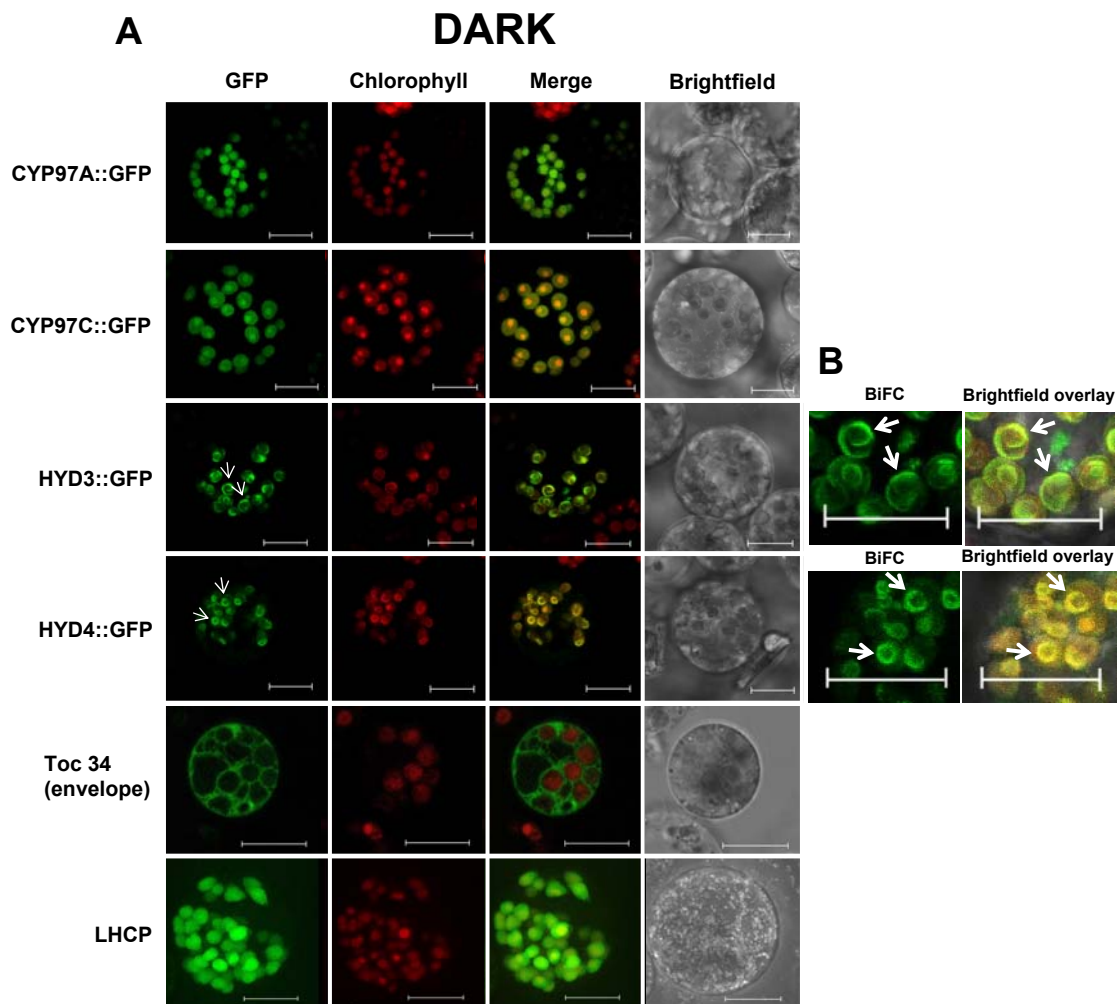 A
DARK
GFP
Chlorophyll
Merge
Brightfield
CYP97A::GFP
CYP97C::GFP
HYD3::GFP
HYD4::GFP
Toc 34
(envelope)
LHCP
B
BiFC
Brightfield overlay
BiFC
Brightfield overlay